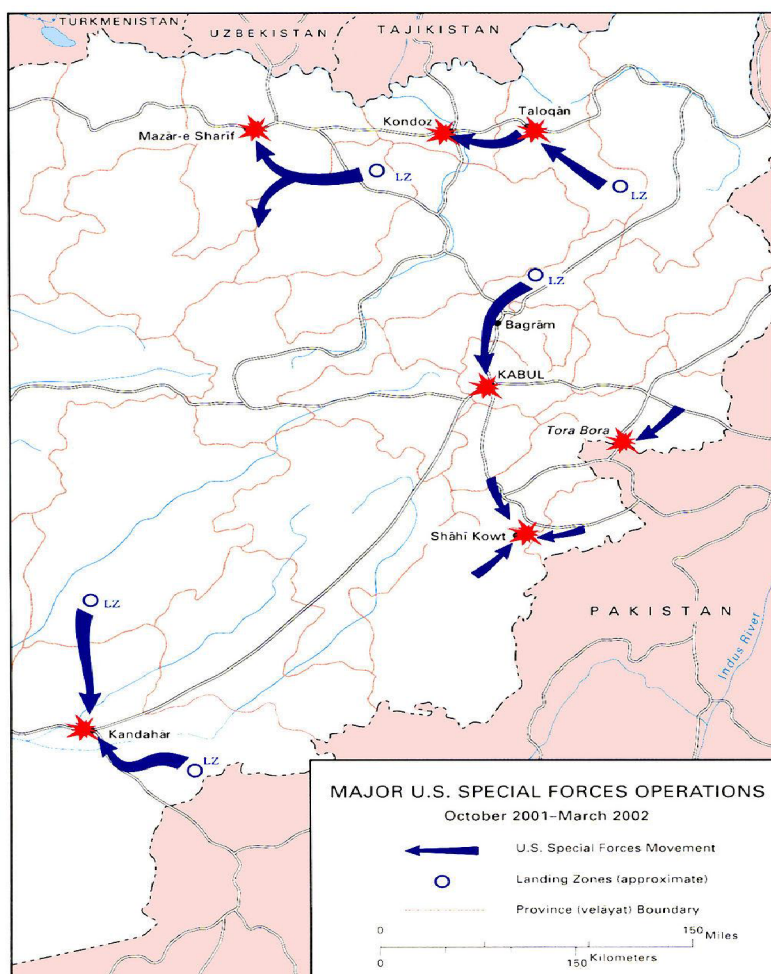 TURKMENISTAN
UZBEKISTAN
TAJIKISTAN
Mazār-e Sharif
Kondoz
Taloqān
LZ
LZ
LZ
Bagrām
KABUL
Tora Bora
Shāhī Kowt
LZ
PAKISTAN
Indus River
Kandahār
LZ
MAJOR U.S. SPECIAL FORCES OPERATIONS
October 2001–March 2002
U.S. Special Forces Movement
Landing Zones (approximate)
Province (velāyat) Boundary
0 150 Miles
0 150 Kilometers